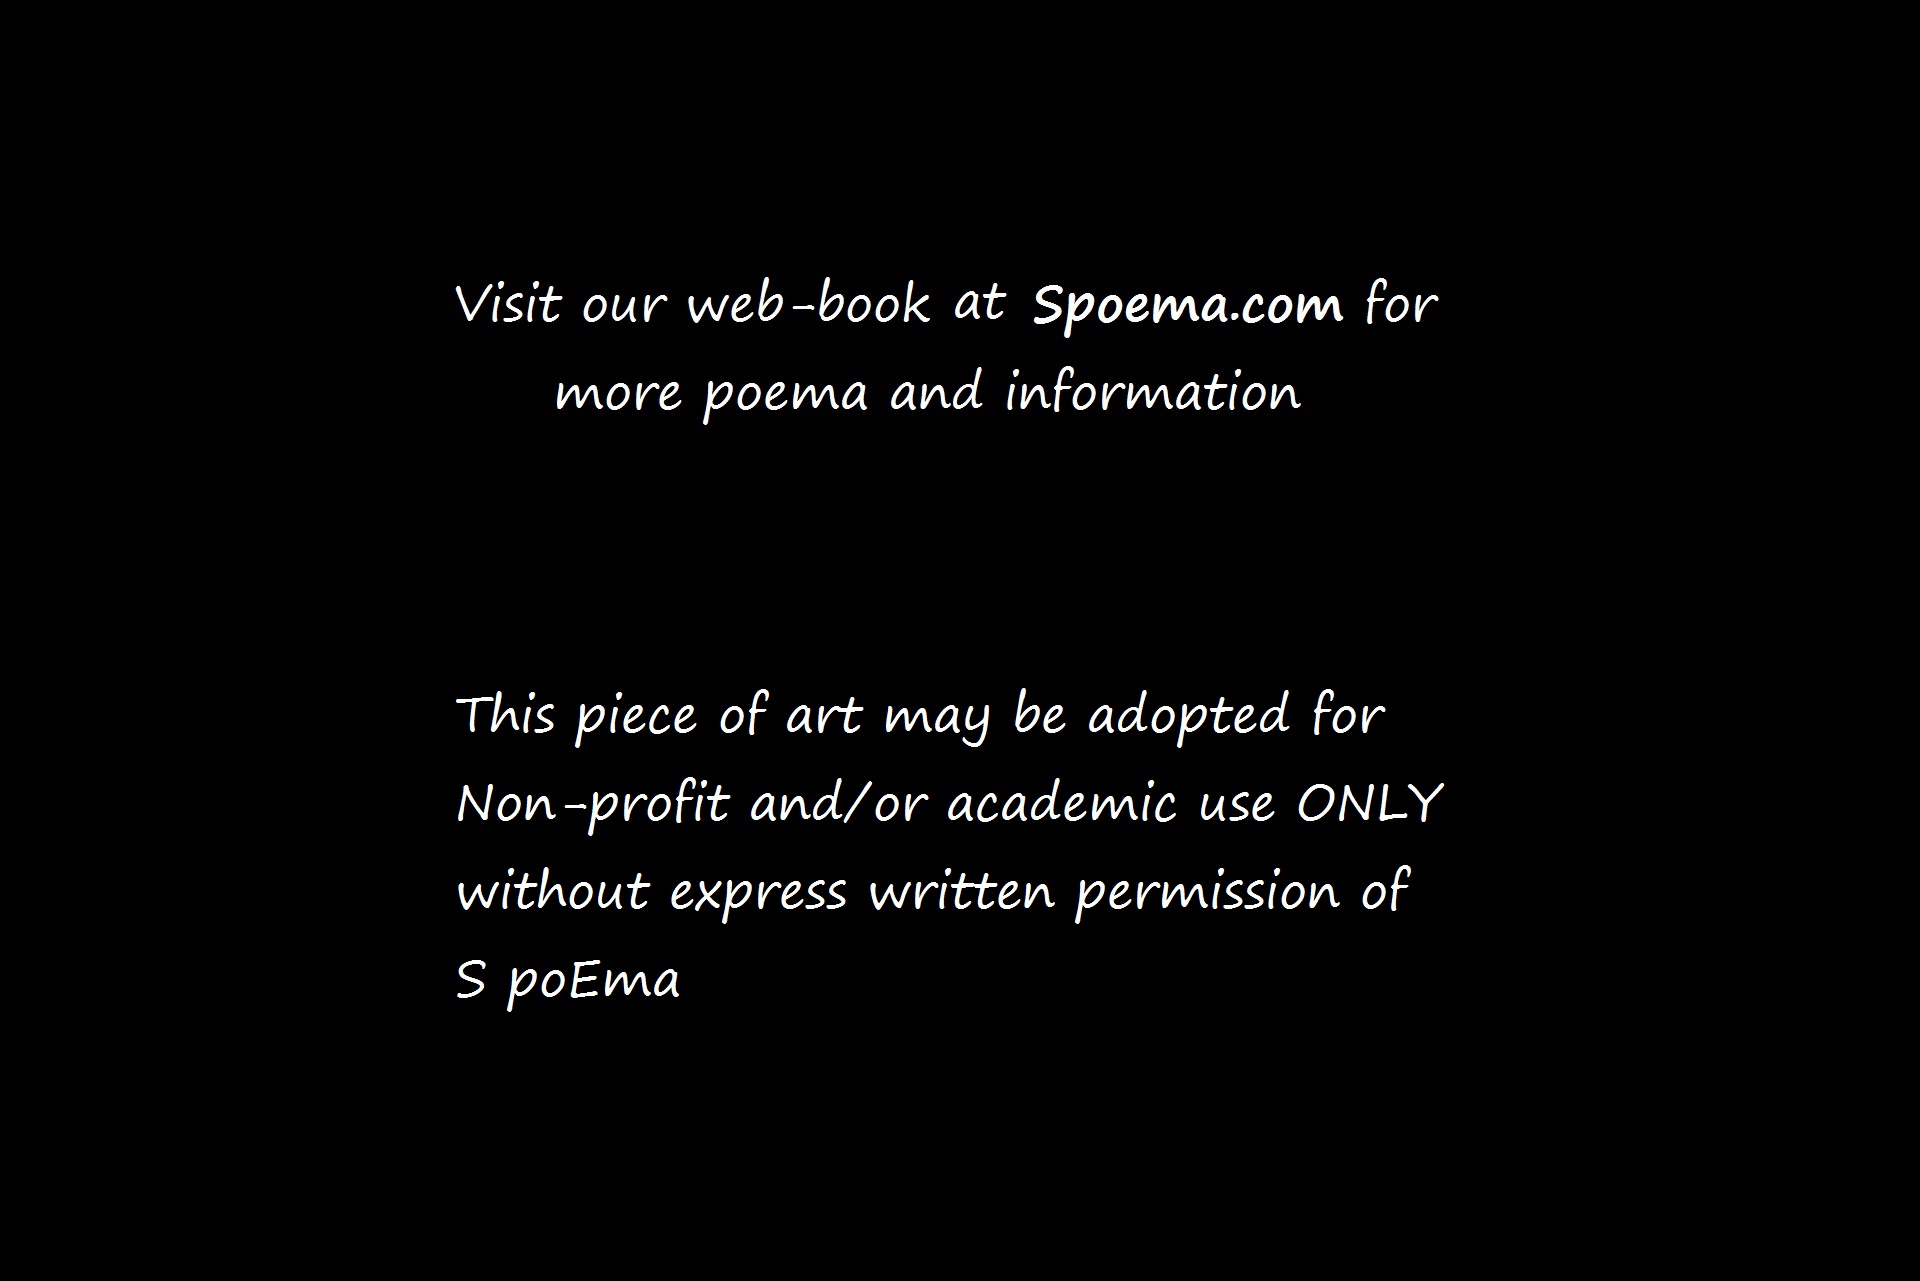 Visit our web-book at Spoema.com for
more poema and information
This piece of art may be adopted for
Non-profit and/or academic use ONLY
without express written permission of
S poEma